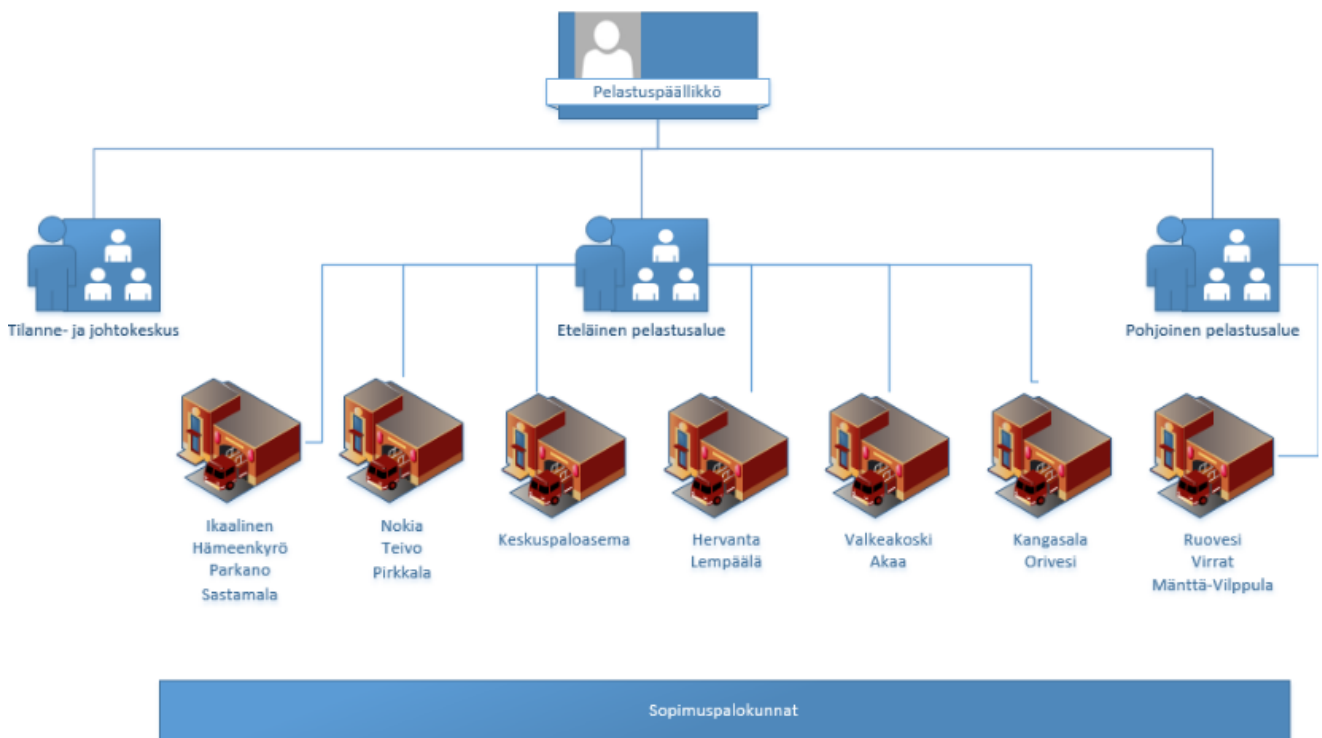 Pelastuspäällikkö
Tilanne- ja johtokeskus
Eteläinen pelastusalue
Pohjoinen pelastusalue
Ikaalinen
Hämeenkyrö
Parkano
Sastamala
Nokia
Teivo
Pirkkala
Keskuspaloasema
Hervanta
Lempäälä
Valkeakoski
Akaa
Kangasala
Orivesi
Ruovesi
Virrat
Mänttä-Vilppula
Sopimuspalokunnat